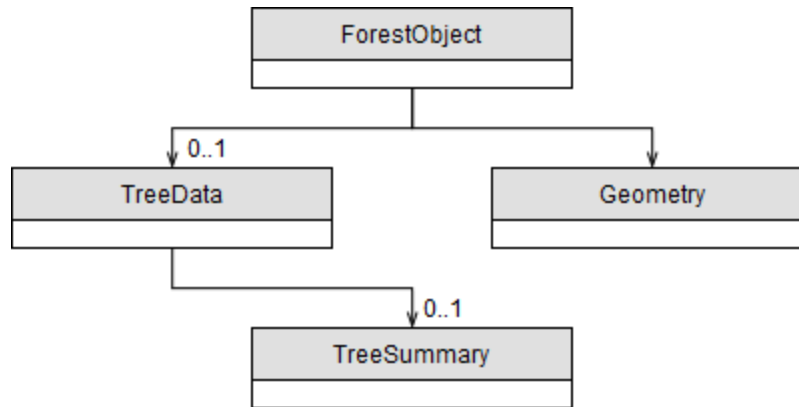 ForestObject
0..1
TreeData
Geometry
0..1
TreeSummary